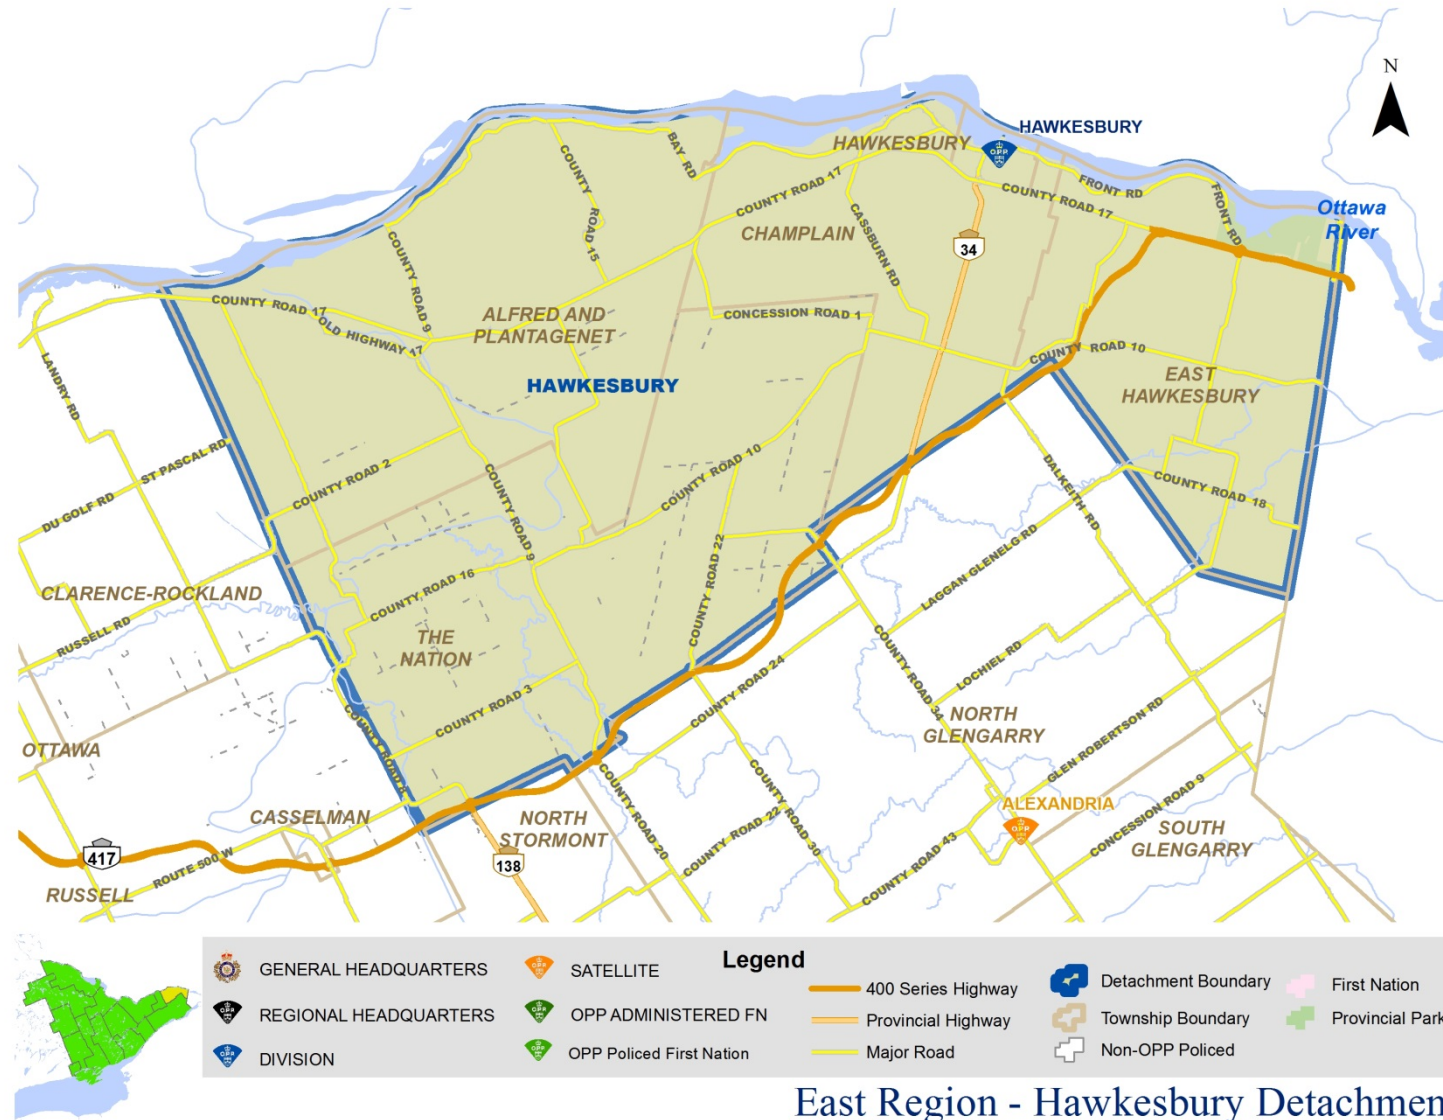 N
HAWKESBURY
HAWKESBURY
BAY RD
COUNTY ROAD 15
COUNTY ROAD 17
FRONT RD
COUNTY ROAD 17
FRONT RD
Ottawa
River
CASSBURN RD
CHAMPLAIN
34
COUNTY ROAD 9
COUNTY ROAD 17
OLD HIGHWAY 17
ALFRED AND
PLANTAGENET
CONCESSION ROAD 1
COUNTY ROAD 10
LANDRY RD
HAWKESBURY
EAST
HAWKESBURY
ST PASCAL RD
DU GOLF RD
COUNTY ROAD 2
COUNTY ROAD 9
COUNTY ROAD 10
DALKEITH RD
COUNTY ROAD 18
COUNTY ROAD 22
LAGGAN GLENELG RD
CLARENCE-ROCKLAND
COUNTY ROAD 16
RUSSELL RD
THE
NATION
COUNTY ROAD 24
COUNTY ROAD 34
LOCHIEL RD
COUNTY ROAD 3
COUNTY ROAD 8
NORTH
GLENGARRY
GLEN ROBERTSON RD
OTTAWA
CONCESSION ROAD 9
CASSELMAN
NORTH
STORMONT
COUNTY ROAD 20
COUNTY ROAD 22
COUNTY ROAD 30
ALEXANDRIA
O.P.P.
SOUTH
GLENGARRY
COUNTY ROAD 43
417
ROUTE 500 W
138
RUSSELL
Legend
GENERAL HEADQUARTERS
REGIONAL HEADQUARTERS
DIVISION
SATELLITE
OPP ADMINISTERED FN
OPP Policed First Nation
400 Series Highway
Provincial Highway
Major Road
Detachment Boundary
Township Boundary
Non-OPP Policed
First Nation
Provincial Park
East Region - Hawkesbury Detachmen